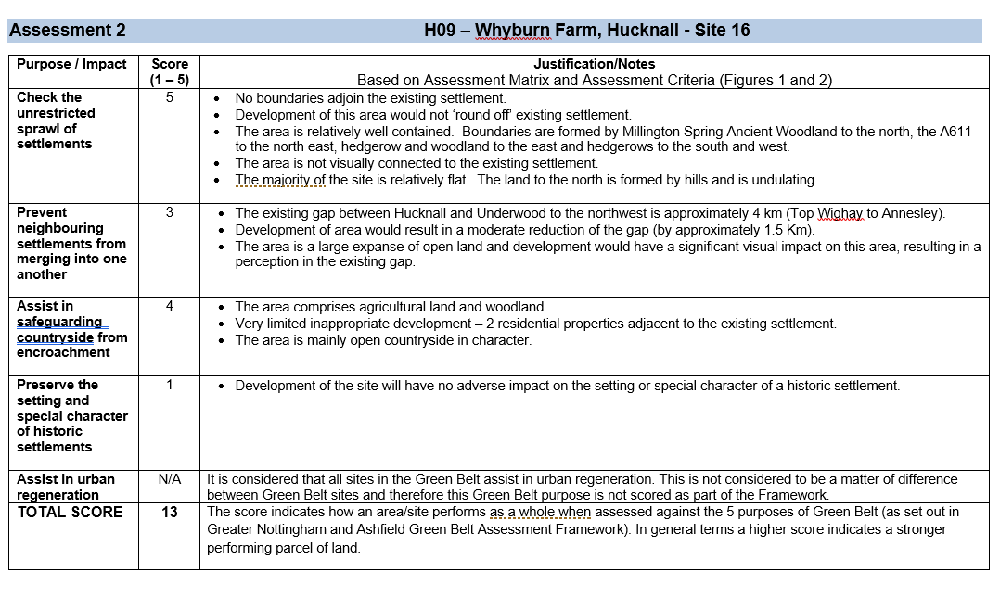 Assessment 2 H09 – Whyburn Farm, Hucknall - Site 16
Purpose / Impact
Score
(1 – 5)
Justification/Notes
Based on Assessment Matrix and Assessment Criteria (Figures 1 and 2)
Check the
unrestricted
sprawl of
settlements
5
• No boundaries adjoin the existing settlement.
• Development of this area would not ‘round off’ existing settlement.
• The area is relatively well contained.  Boundaries are formed by Millington Spring Ancient Woodland to the north, the A611
to the north east, hedgerow and woodland to the east and hedgerows to the south and west.
• The area is not visually connected to the existing settlement.
• The majority of the site is relatively flat.  The land to the north is formed by hills and is undulating.
Prevent
neighbouring
settlements from
merging into one
another
3
• The existing gap between Hucknall and Underwood to the northwest is approximately 4 km (Top Wighay to Annesley).
• Development of area would result in a moderate reduction of the gap (by approximately 1.5 Km).
• The area is a large expanse of open land and development would have a significant visual impact on this area, resulting in a
perception in the existing gap.
Assist in
safeguarding
countryside from
encroachment
4
• The area comprises agricultural land and woodland.
• Very limited inappropriate development – 2 residential properties adjacent to the existing settlement.
• The area is mainly open countryside in character.
Preserve the
setting and
special character
of historic
settlements
1
• Development of the site will have no adverse impact on the setting or special character of a historic settlement.
Assist in urban
regeneration
N/A
It is considered that all sites in the Green Belt assist in urban regeneration. This is not considered to be a matter of difference
between Green Belt sites and therefore this Green Belt purpose is not scored as part of the Framework.
TOTAL SCORE
13
The score indicates how an area/site performs as a whole when assessed against the 5 purposes of Green Belt (as set out in
Greater Nottingham and Ashfield Green Belt Assessment Framework). In general terms a higher score indicates a stronger
performing parcel of land.